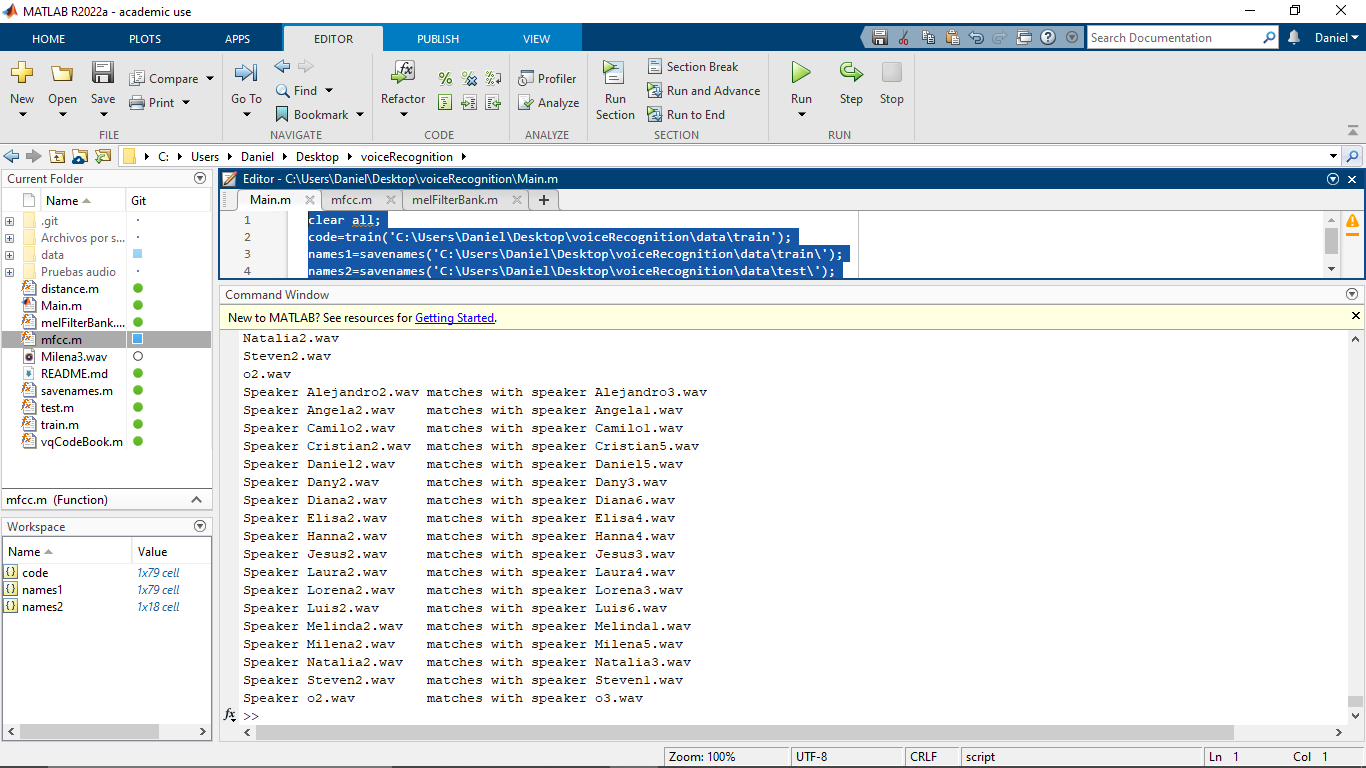 MATLAB R2022a - academic use
HOME PLOTS APPS EDITOR PUBLISH VIEW
Search Documentation
Daniel
New Open Save
Compare
Print
FILE
Go To
Find
Bookmark
NAVIGATE
Refactor
CODE
Profiler
Analyze
ANALYZE
Run Section
Section Break
Run and Advance
Run to End
SECTION
Run Step Stop
RUN
C: Users Daniel Desktop voiceRecognition
Current Folder
Name Git
.git
Archivos por s...
data
Pruebas audio
distance.m
Main.m
melFilterBank....
mfcc.m
Milena3.wav
README.md
savenames.m
test.m
train.m
vqCodeBook.m
mfcc.m (Function)
Workspace
Name Value
code 1x79 cell
names1 1x79 cell
names2 1x18 cell
Editor - C:\Users\Daniel\Desktop\voiceRecognition\Main.m
Main.m mfcc.m melFilterBank.m
1 clear all;
2 code=train('C:\Users\Daniel\Desktop\voiceRecognition\data\train');
3 names1=savenames('C:\Users\Daniel\Desktop\voiceRecognition\data\train\');
4 names2=savenames('C:\Users\Daniel\Desktop\voiceRecognition\data\test\');
Command Window
New to MATLAB? See resources for Getting Started.
Natalia2.wav
Steven2.wav
o2.wav
Speaker Alejandro2.wav matches with speaker Alejandro3.wav
Speaker Angela2.wav matches with speaker Angela1.wav
Speaker Camilo2.wav matches with speaker Camilo1.wav
Speaker Cristian2.wav matches with speaker Cristian5.wav
Speaker Daniel2.wav matches with speaker Daniel5.wav
Speaker Dany2.wav matches with speaker Dany3.wav
Speaker Diana2.wav matches with speaker Diana6.wav
Speaker Elisa2.wav matches with speaker Elisa4.wav
Speaker Hanna2.wav matches with speaker Hanna4.wav
Speaker Jesus2.wav matches with speaker Jesus3.wav
Speaker Laura2.wav matches with speaker Laura4.wav
Speaker Lorena2.wav matches with speaker Lorena3.wav
Speaker Luis2.wav matches with speaker Luis6.wav
Speaker Melinda2.wav matches with speaker Melinda1.wav
Speaker Milena2.wav matches with speaker Milena5.wav
Speaker Natalia2.wav matches with speaker Natalia3.wav
Speaker Steven2.wav matches with speaker Steven1.wav
Speaker o2.wav matches with speaker o3.wav
fx >>
Zoom: 100% UTF-8 CRLF script Ln 1 Col 1